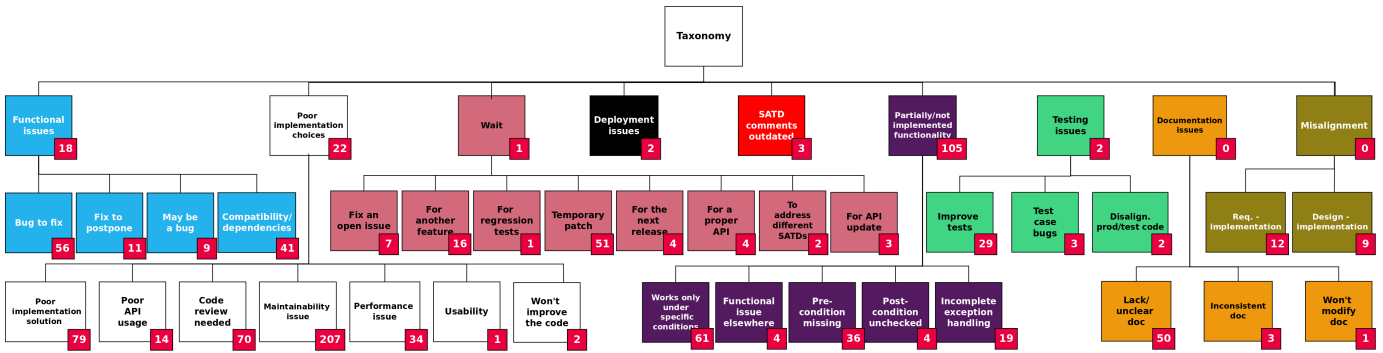 Taxonomy
Functional
issues
18
Poor
implementation
choices
22
Wait
1
Deployment
issues
2
SATD
comments
outdated
3
Partially/not
implemented
functionality
105
Testing
issues
2
Documentation
issues
0
Misalignment
0
Bug to fix
56
Fix to
postpone
11
May be
a bug
9
Compatibility/
dependencies
41
Fix an
open issue
7
For
another
feature
16
For
regression
tests
1
Temporary
patch
51
For the
next
release
4
For a
proper
API
4
To
address
different
SATDs
2
For API
update
3
Improve
tests
29
Test
case
bugs
3
Disalign.
prod/test code
2
Req. -
implementation
12
Design -
implementation
9
Poor
implementation
solution
79
Poor
API
usage
14
Code
review
needed
70
Maintainability
issue
207
Performance
issue
34
Usability
1
Won't
improve
the code
2
Works only
under
specific
conditions
61
Functional
issue
elsewhere
4
Pre-
condition
missing
36
Post-
condition
unchecked
4
Incomplete
exception
handling
19
Lack/
unclear
doc
50
Inconsistent
doc
3
Won't
modify
doc
1